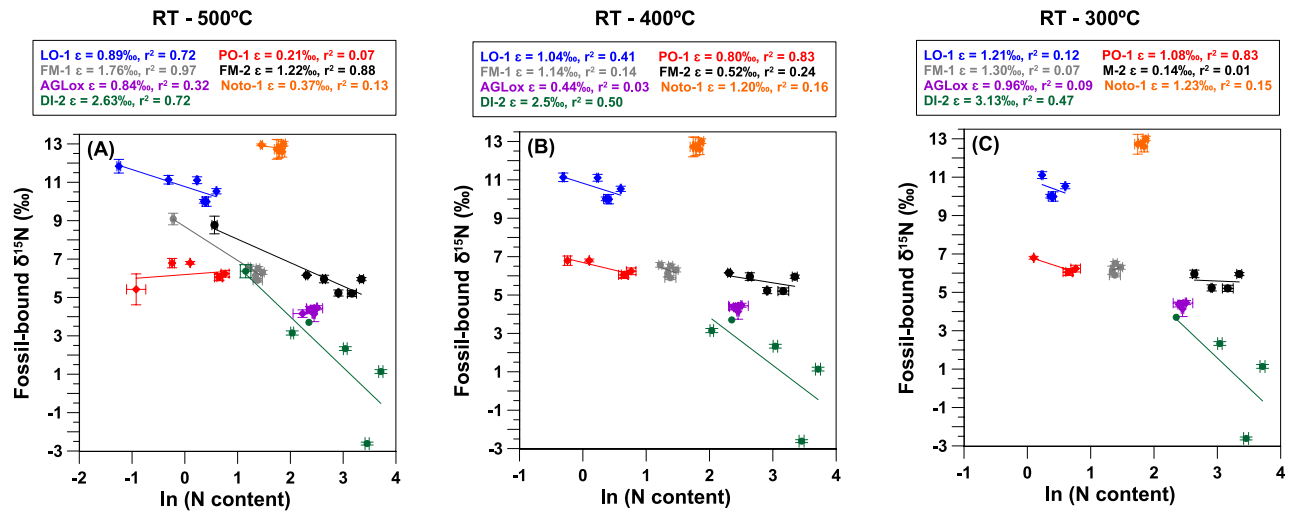 RT - 500ºC
LO-1 ε = 0.89‰, r² = 0.72 PO-1 ε = 0.21‰, r² = 0.07
FM-1 ε = 1.76‰, r² = 0.97 FM-2 ε = 1.22‰, r² = 0.88
AGLox ε = 0.84‰, r² = 0.32 Noto-1 ε = 0.37‰, r² = 0.13
DI-2 ε = 2.63‰, r² = 0.72
(A)
13
11
9
7
5
3
1
-1
-3
Fossil-bound δ¹⁵N (‰)
-2 -1 0 1 2 3 4
ln (N content)
RT - 400ºC
LO-1 ε = 1.04‰, r² = 0.41 PO-1 ε = 0.80‰, r² = 0.83
FM-1 ε = 1.14‰, r² = 0.14 FM-2 ε = 0.52‰, r² = 0.24
AGLox ε = 0.44‰, r² = 0.03 Noto-1 ε = 1.20‰, r² = 0.16
DI-2 ε = 2.5‰, r² = 0.50
(B)
13
11
9
7
5
3
1
-1
-3
Fossil-bound δ¹⁵N (‰)
-1 0 1 2 3 4
ln (N content)
RT - 300ºC
LO-1 ε = 1.21‰, r² = 0.12 PO-1 ε = 1.08‰, r² = 0.83
FM-1 ε = 1.30‰, r² = 0.07 M-2 ε = 0.14‰, r² = 0.01
AGLox ε = 0.96‰, r² = 0.09 Noto-1 ε = 1.23‰, r² = 0.15
DI-2 ε = 3.13‰, r² = 0.47
(C)
13
11
9
7
5
3
1
-1
-3
Fossil-bound δ¹⁵N (‰)
-1 0 1 2 3 4
ln (N content)